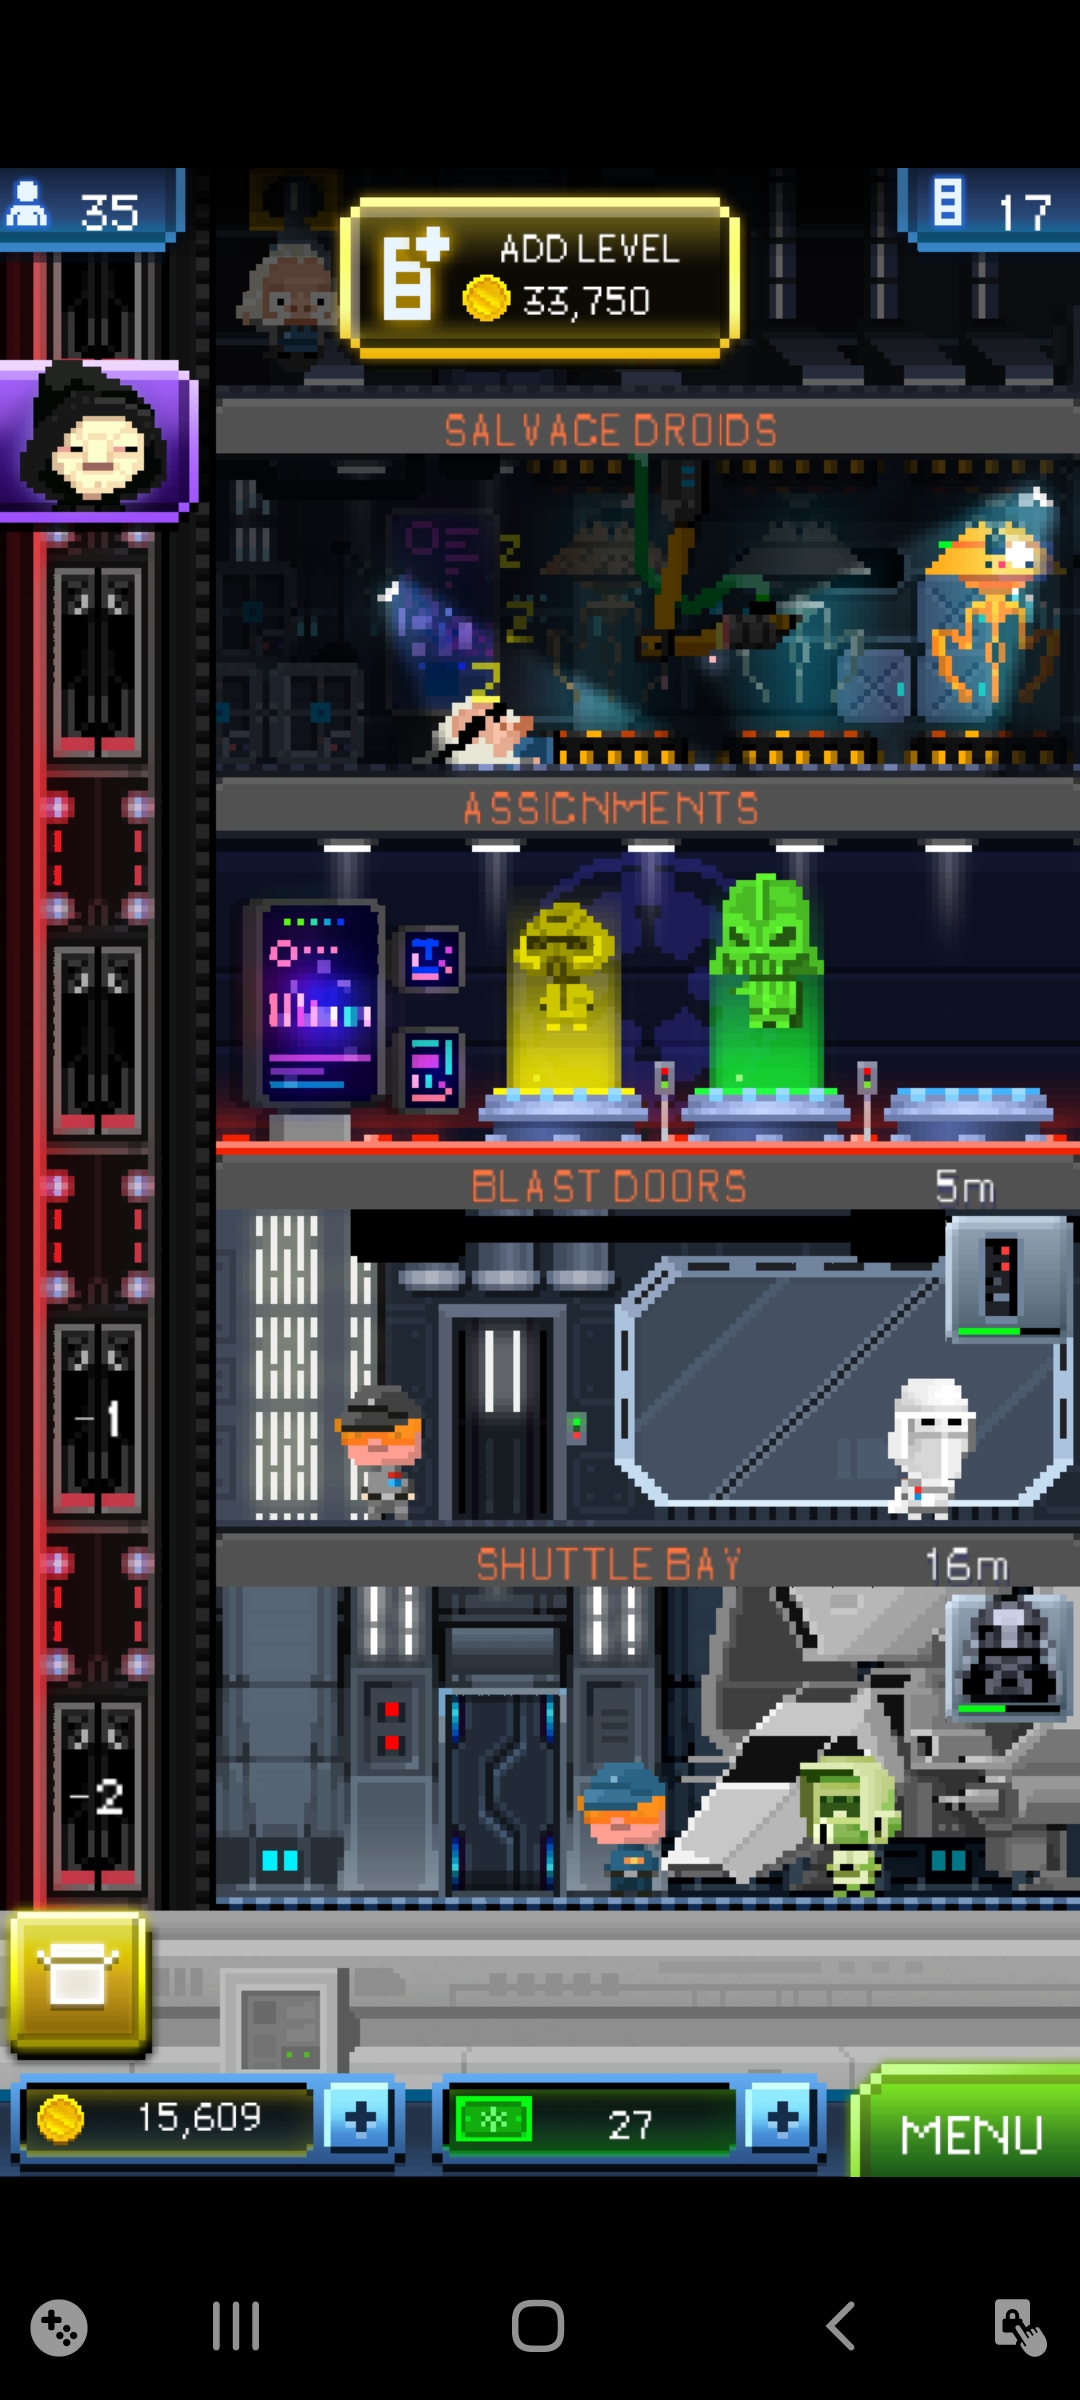 35
ADD LEVEL
33,750
17
SALVAGE DROIDS
Z
Z
Z
ASSIGNMENTS
BLAST DOORS
5m
-1
SHUTTLE BAY
16m
-2
15,609
27
MENU